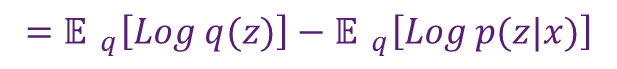 = 𝔼 q[Log q(z)] − 𝔼 q[Log p(z|x)]